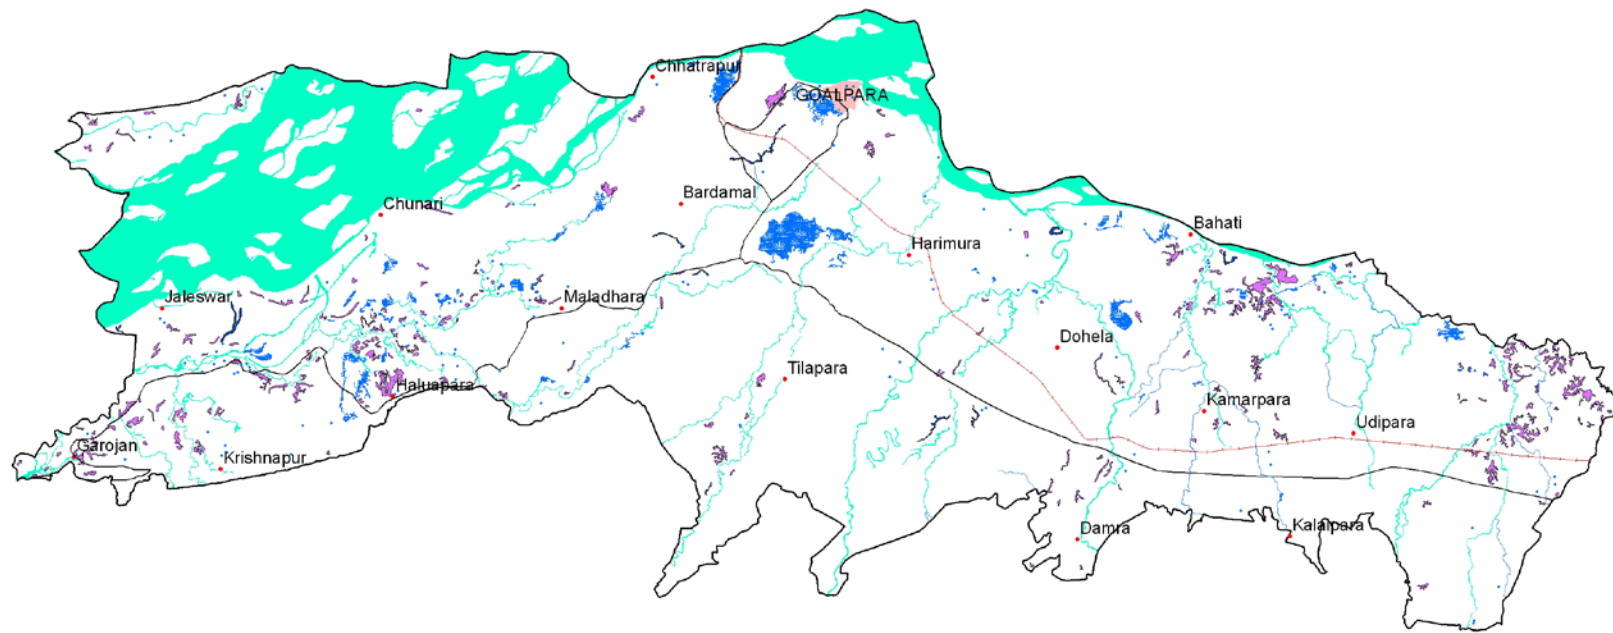 Chhatrapur
GOALPARA
Bardamal
Chunari
Bahati
Harimura
Jaleswar
Maladhara
Dohela
Tilapara
Haluapara
Kamarpara
Udipara
Garojan
Krishnapur
Damra
Kalaipara